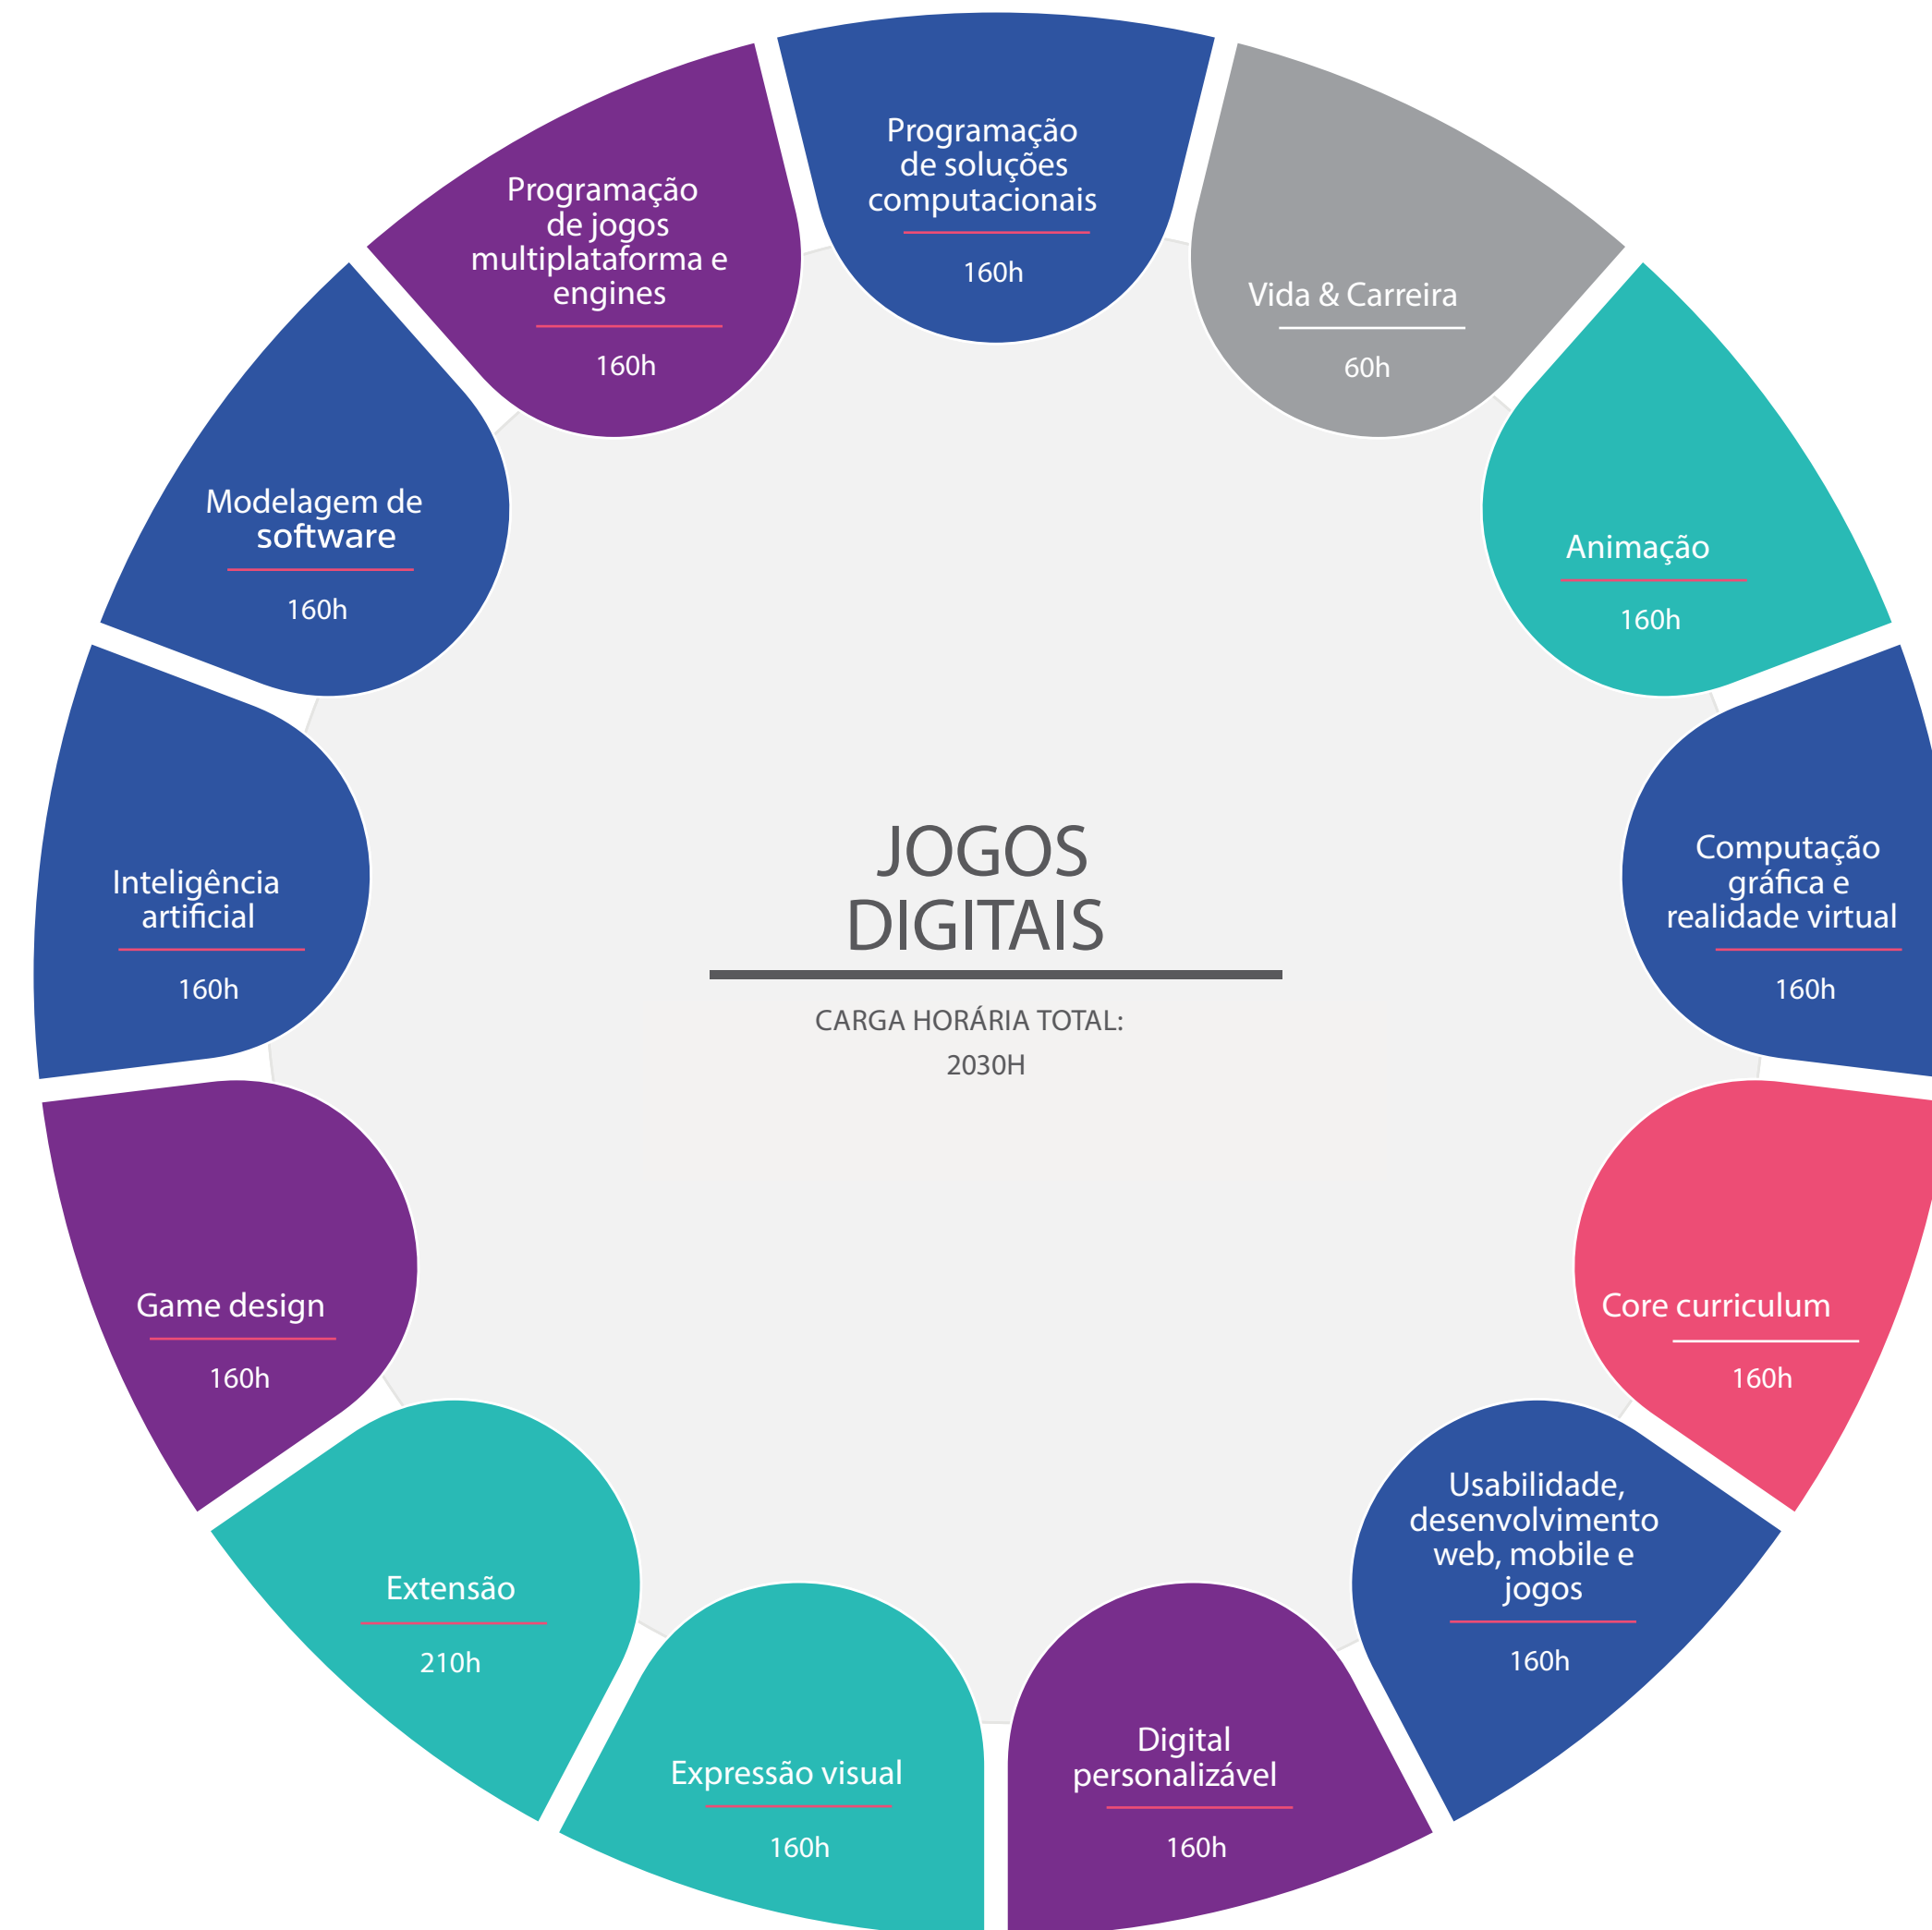 Programação
de soluções
computacionais
160h
Vida & Carreira
60h
Animação
160h
Computação
gráfica e
realidade virtual
160h
Core curriculum
160h
Usabilidade,
desenvolvimento
web, mobile e
jogos
160h
Digital
personalizável
160h
Expressão visual
160h
Extensão
210h
Game design
160h
Inteligência
artificial
160h
Modelagem de
software
160h
Programação
de jogos
multiplataforma e
engines
160h
JOGOS
DIGITAIS
CARGA HORÁRIA TOTAL:
2030H